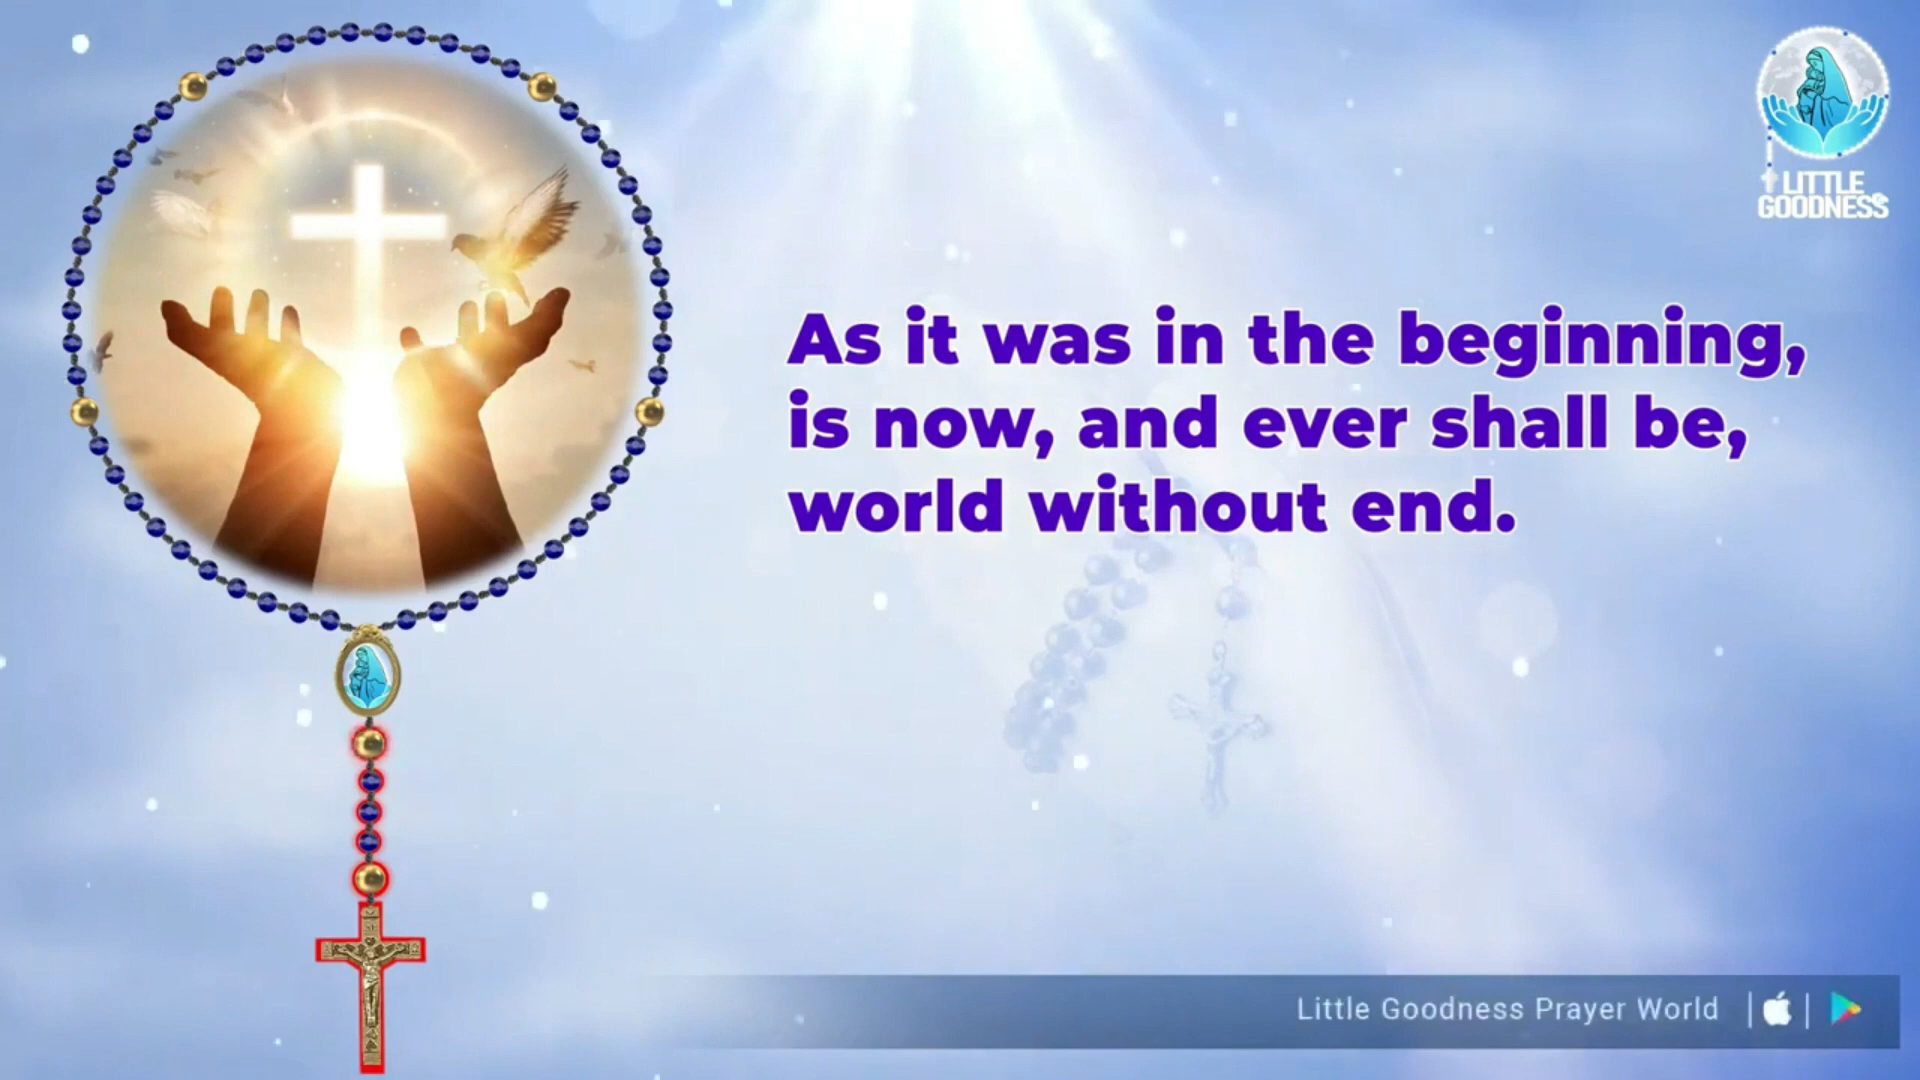 LITTLE
GOODNESS
As it was in the beginning,
is now, and ever shall be,
world without end.
Little Goodness Prayer World